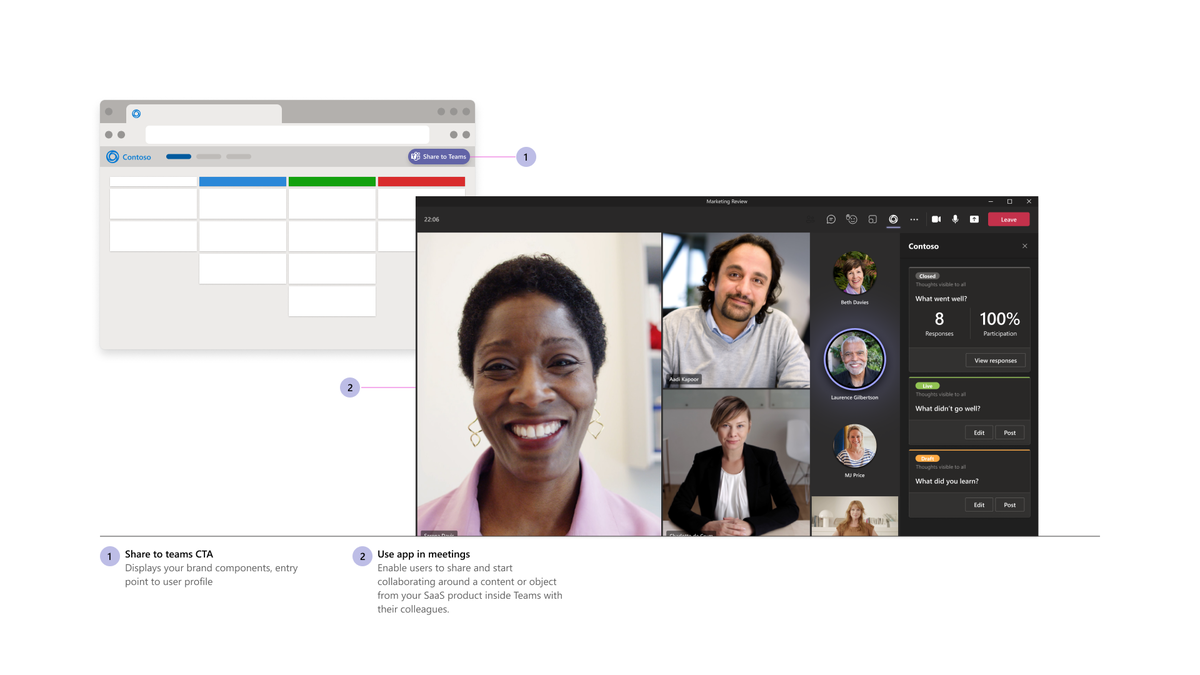 Contoso
Share to Teams
1
Marketing Review
22:06
Leave
Contoso
Closed
Thoughts visible to all
What went well?
8
100%
Responses
Participation
View responses
Live
Thoughts visible to all
What didn't go well?
Edit
Post
Draft
Thoughts visible to all
What did you learn?
Edit
Post
Beth Davies
Laurence Gilbertson
MJ Price
Aadi Kapoor
2
1
Share to teams CTA
Displays your brand components, entry
point to user profile
2
Use app in meetings
Enable users to share and start
collaborating around a content or object
from your SaaS product inside Teams with
their colleagues.